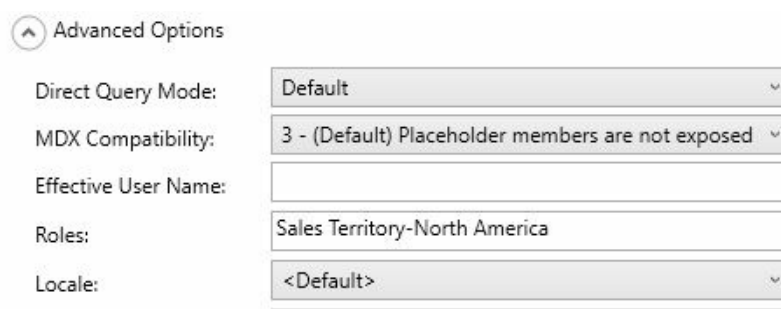 Advanced Options
Direct Query Mode: Default
MDX Compatibility: 3 - (Default) Placeholder members are not exposed
Effective User Name:
Roles: Sales Territory-North America
Locale: <Default>